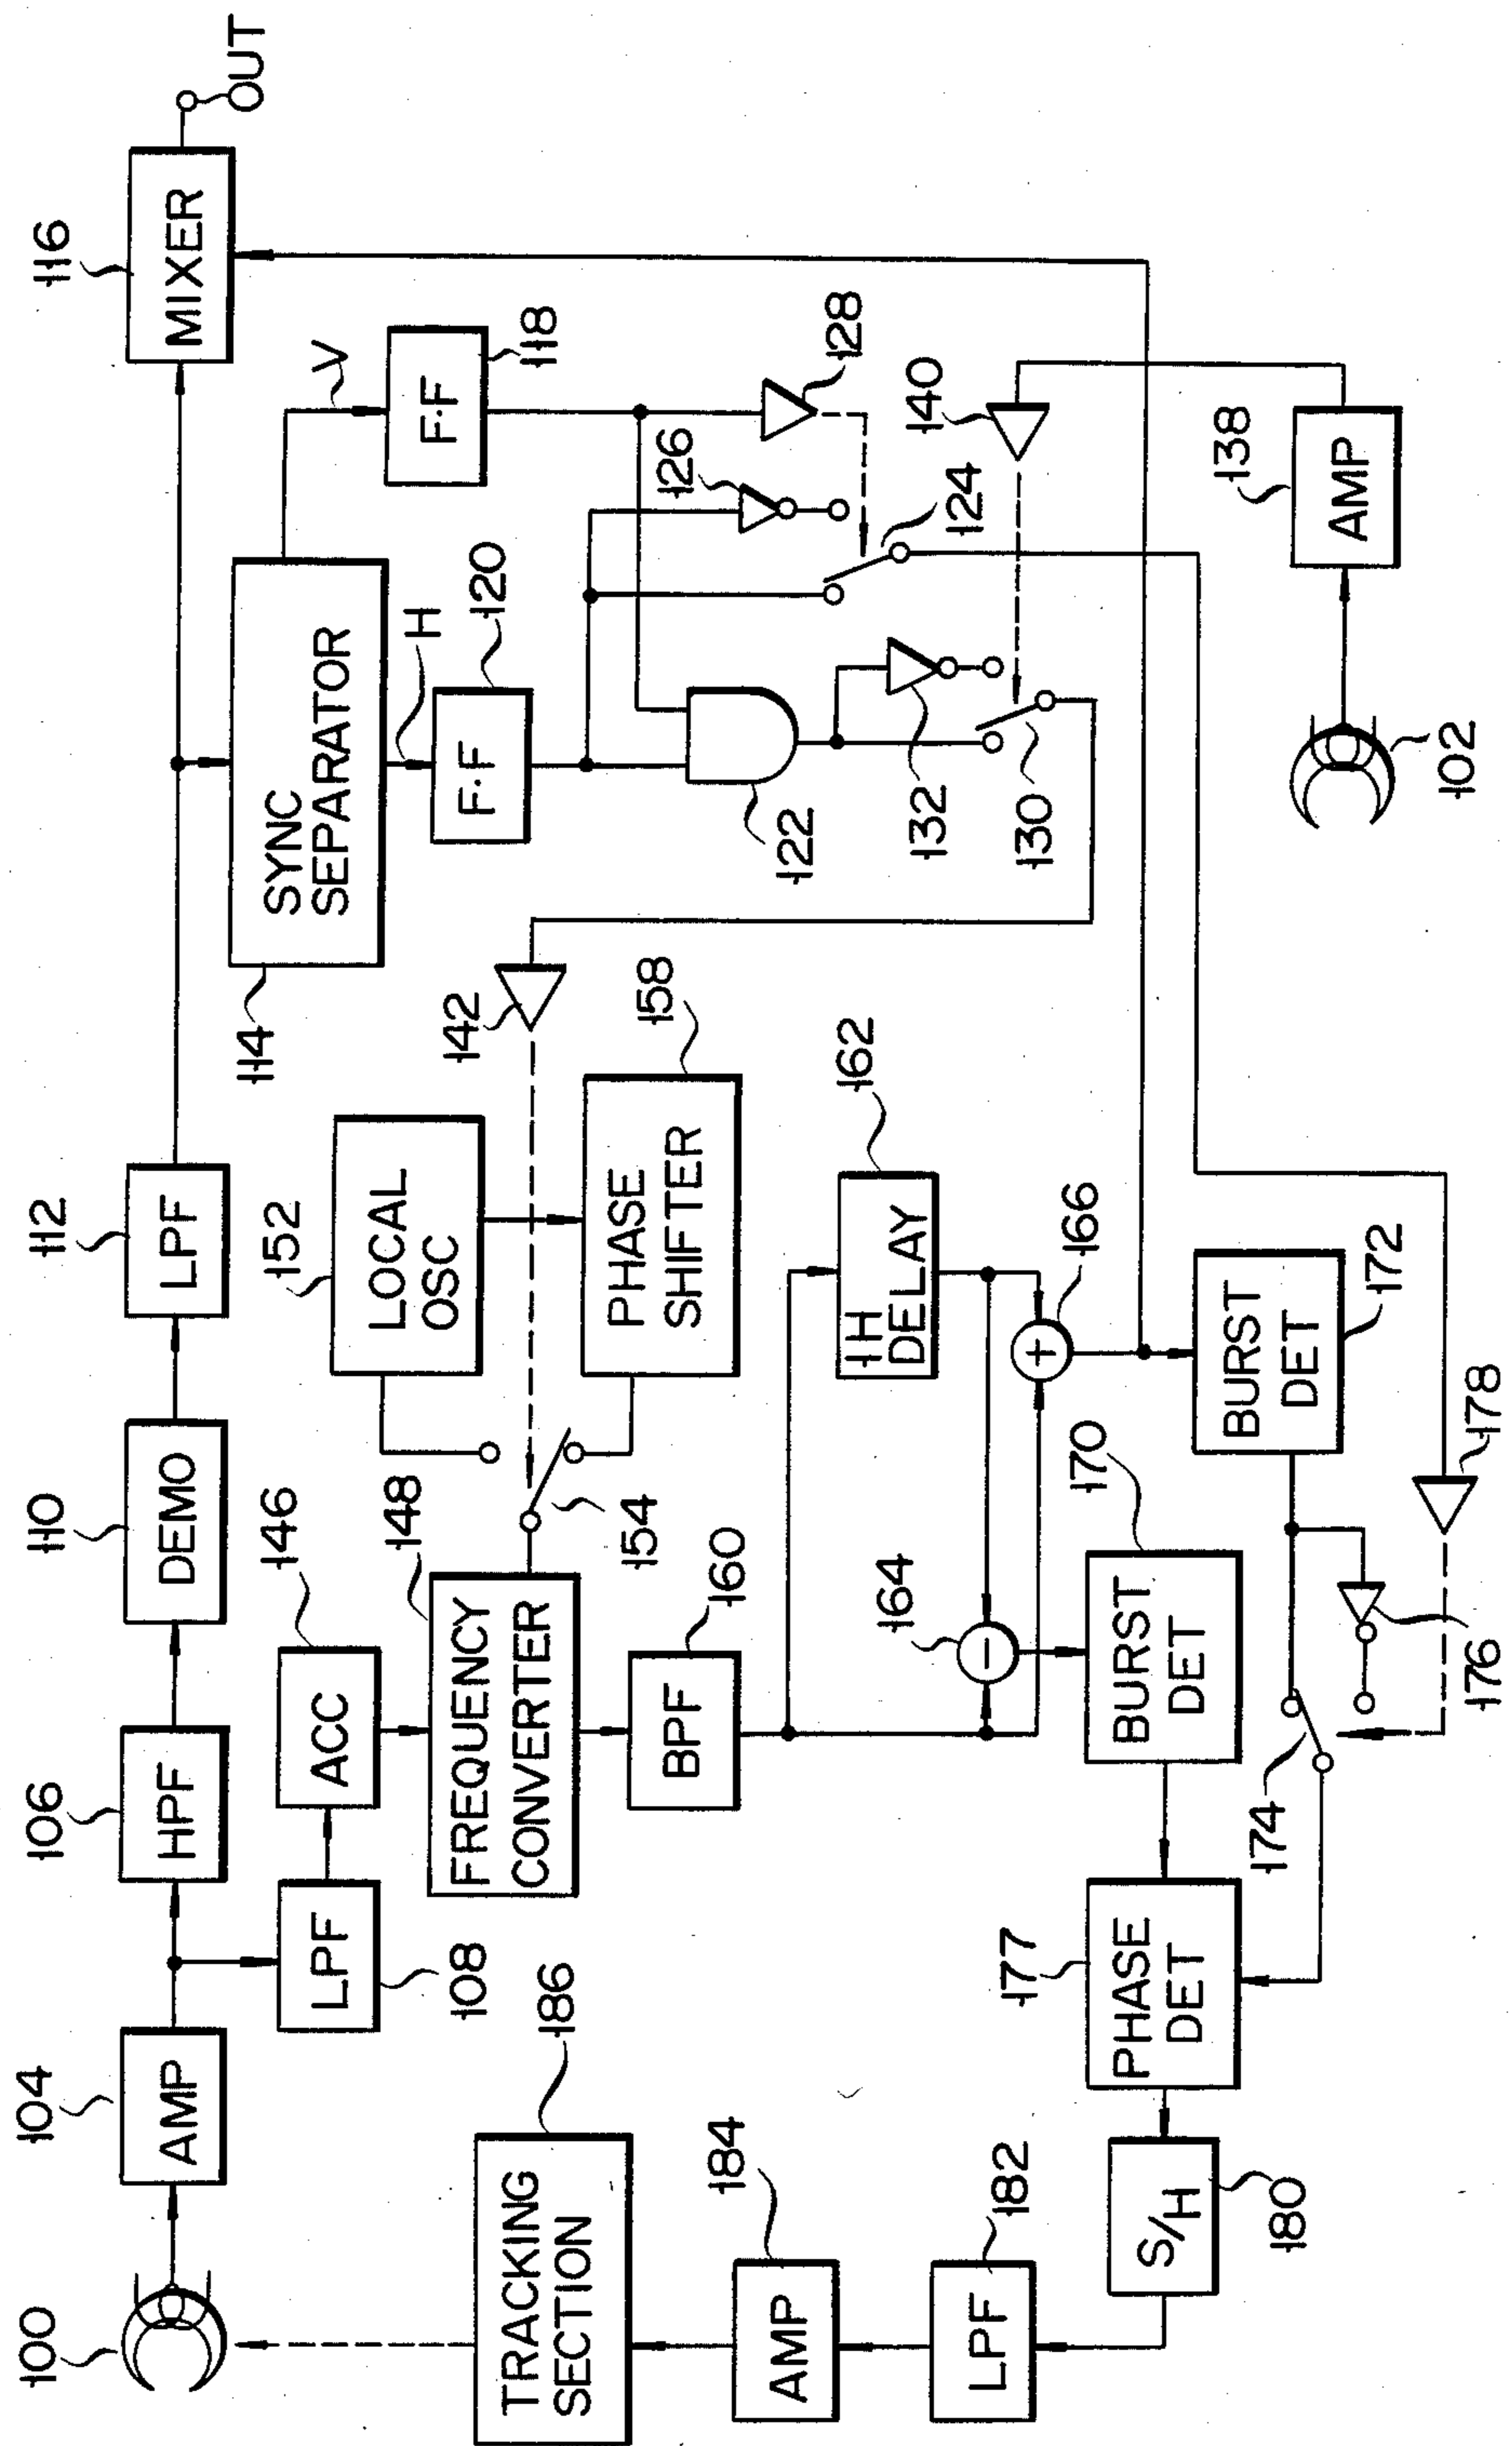 100
104
AMP
106
HPF
110
DEMO
112
LPF
116
MIXER
OUT
LPF
108
146
ACC
148
FREQUENCY
CONVERTER
152
LOCAL
OSC
154
PHASE
SHIFTER
158
142
114
SYNC
SEPARATOR
V
F·F
118
H
F·F
120
122
126
128
124
132
130
140
138
AMP
102
160
BPF
162
1H
DELAY
164
−
+
166
170
BURST
DET
BURST
DET
172
174
176
178
177
PHASE
DET
S/H
180
182
LPF
184
AMP
186
TRACKING
SECTION